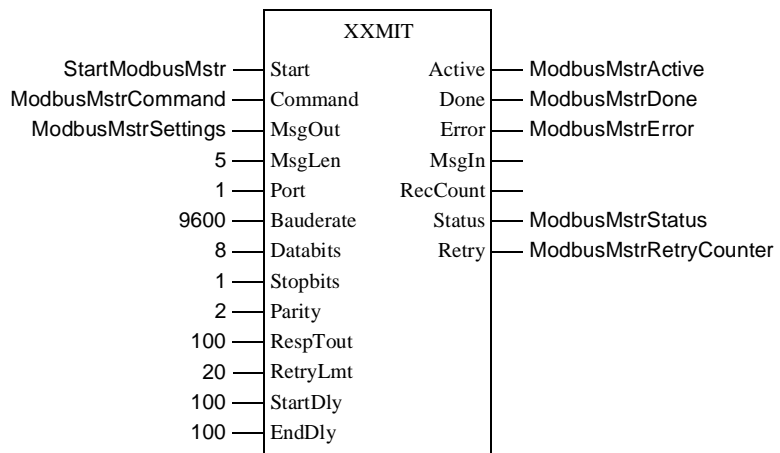 XXMIT
StartModbusMstr Start Active ModbusMstrActive
ModbusMstrCommand Command Done ModbusMstrDone
ModbusMstrSettings MsgOut Error ModbusMstrError
5 MsgLen MsgIn
1 Port RecCount
9600 Bauderate Status ModbusMstrStatus
8 Databits Retry ModbusMstrRetryCounter
1 Stopbits
2 Parity
100 RespTout
20 RetryLmt
100 StartDly
100 EndDly